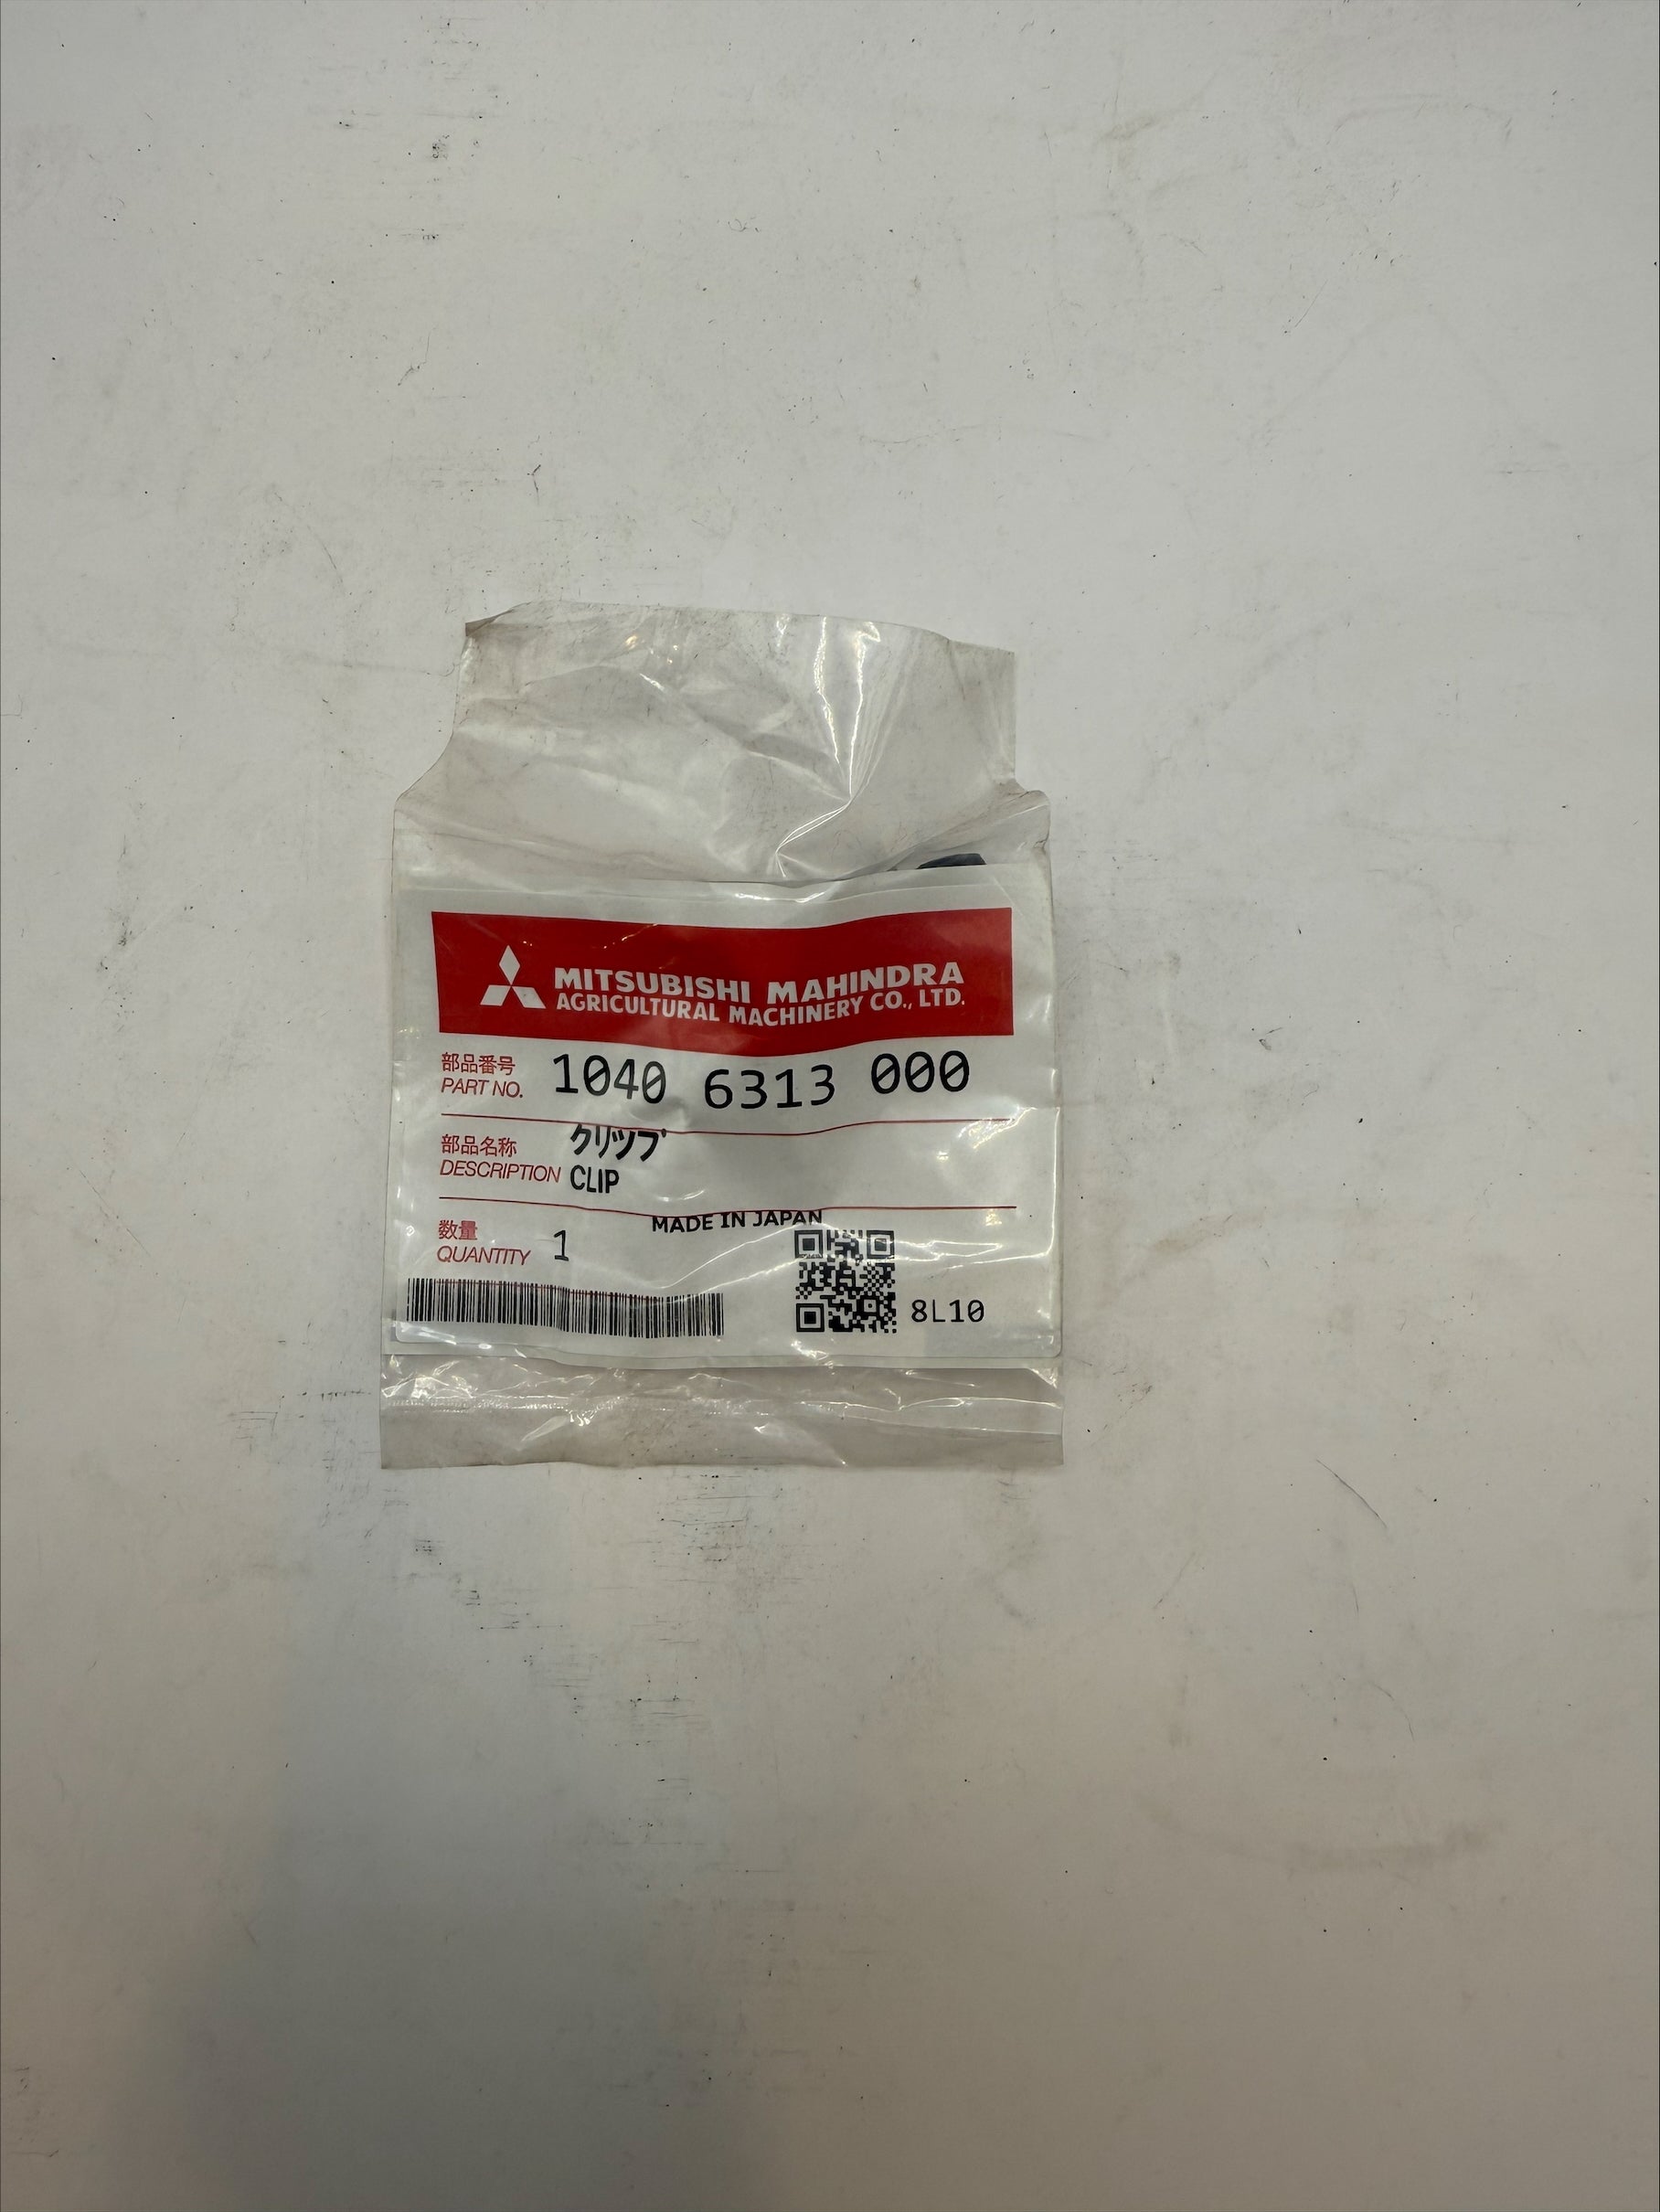 MITSUBISHI MAHINDRA
AGRICULTURAL MACHINERY CO., LTD.
部品番号
PART NO. 1040 6313 000
部品名称 クリツプ
DESCRIPTION CLIP
MADE IN JAPAN
数量
QUANTITY 1
8L10